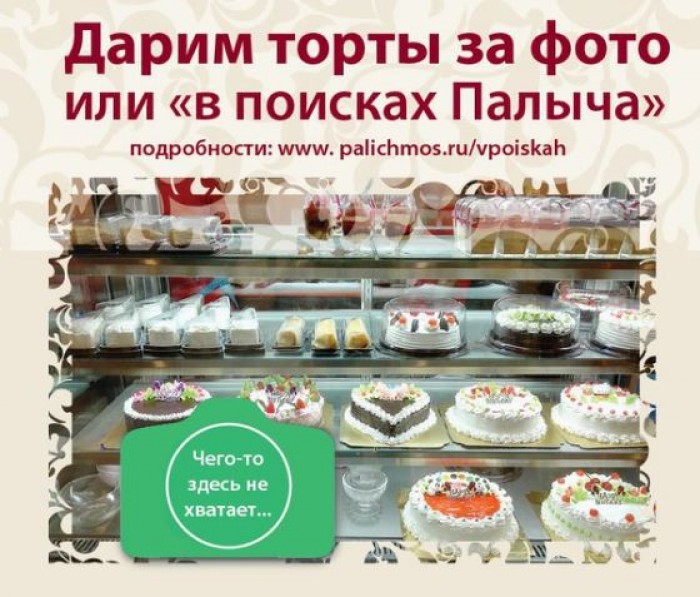 Дарим торты за фото
или «в поисках Палыча»
подробности: www. palichmos.ru/vpoiskah
Чего-то
здесь не
хватает...